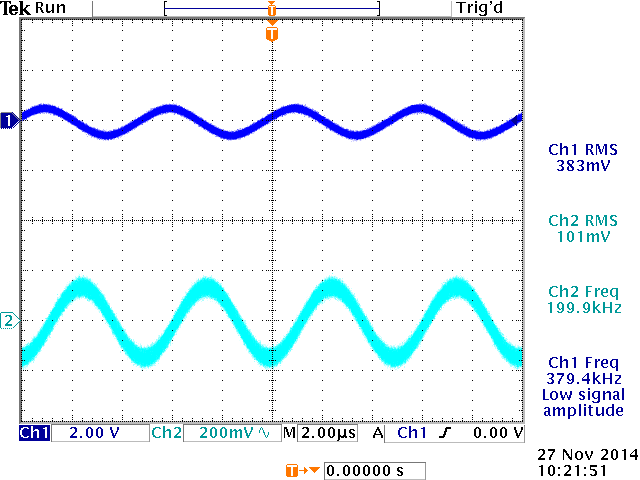 Tek Run Trig'd
T
T
1
Ch1 RMS
383mV
Ch2 RMS
101mV
Ch2 Freq
199.9kHz
2
Ch1 Freq
379.4kHz
Low signal
amplitude
Ch1 2.00 V Ch2 200mV M 2.00µs A Ch1 0.00 V
27 Nov 2014
10:21:51
T 0.00000 s